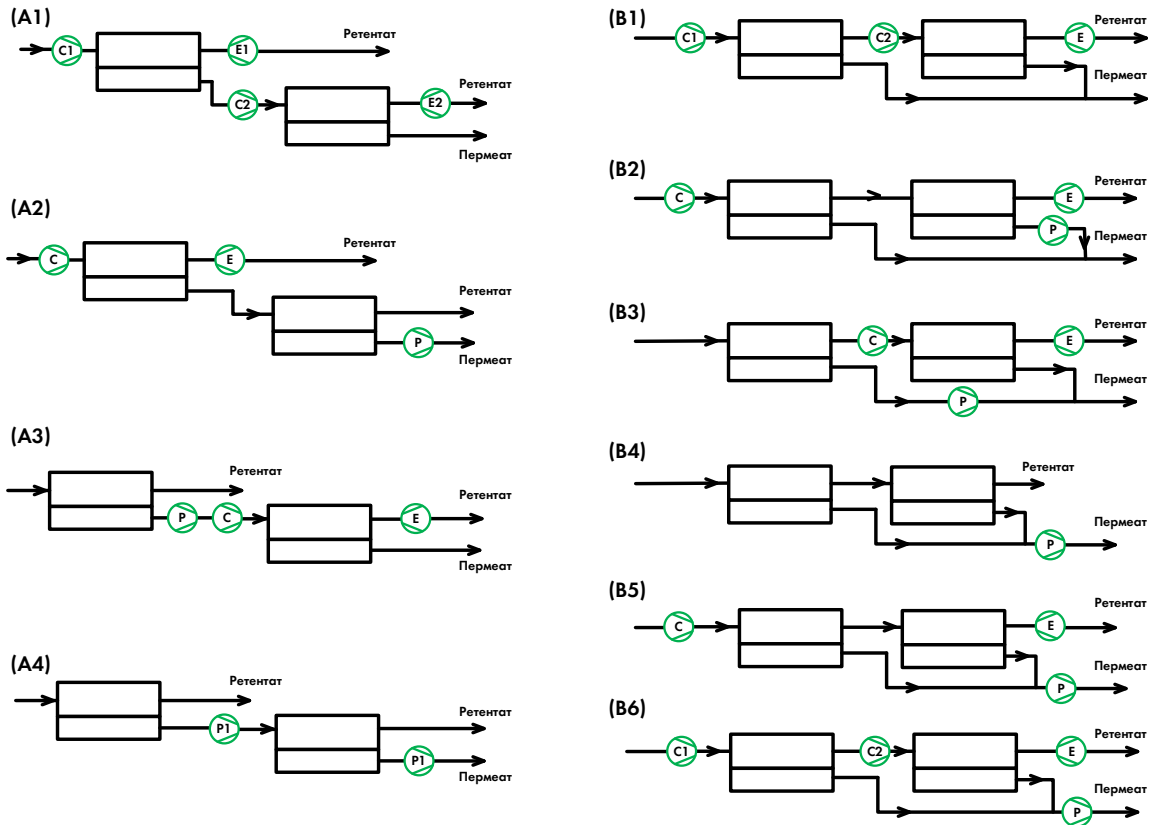 (A1)
C1
E1
Ретентат
C2
E2
Ретентат
Пермеат
(A2)
C
E
Ретентат
Ретентат
P
Пермеат
(A3)
Ретентат
P
C
E
Ретентат
Пермеат
(A4)
Ретентат
P1
Ретентат
P1
Пермеат
(B1)
C1
C2
E
Ретентат
Пермеат
(B2)
C
E
Ретентат
P
Пермеат
(B3)
C
E
Ретентат
P
Пермеат
(B4)
Ретентат
P
Пермеат
(B5)
C
E
Ретентат
P
Пермеат
(B6)
C1
C2
E
Ретентат
P
Пермеат